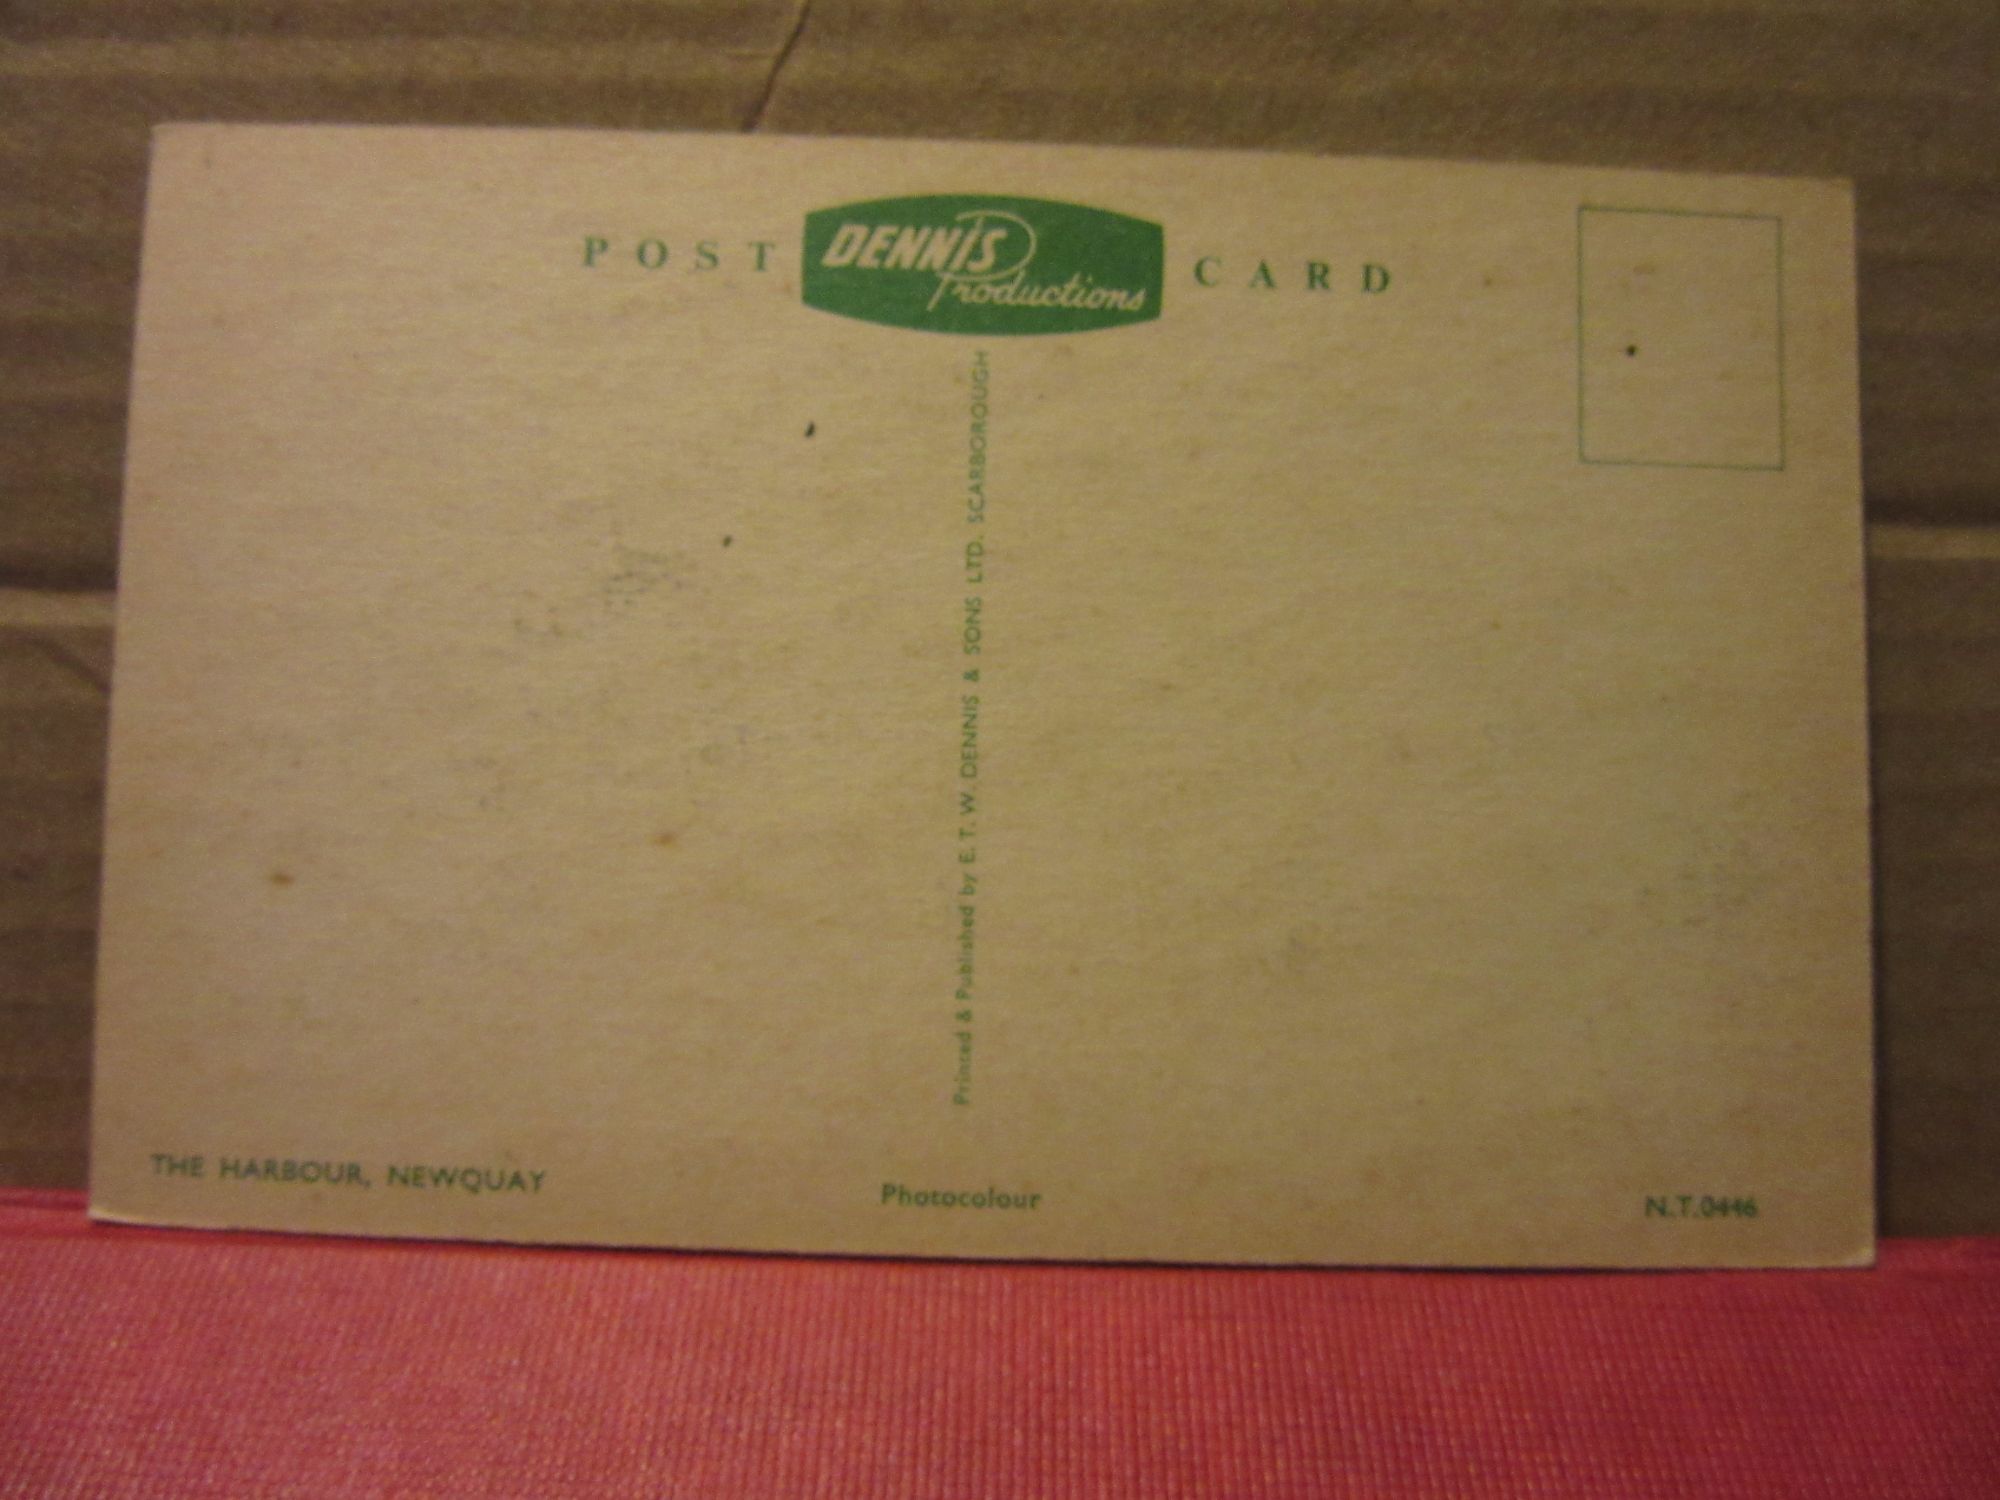 POST DENNIS Productions CARD
Printed & Published by E. T. W. DENNIS & SONS LTD. SCARBOROUGH
THE HARBOUR, NEWQUAY
Photocolour
N.T.0446